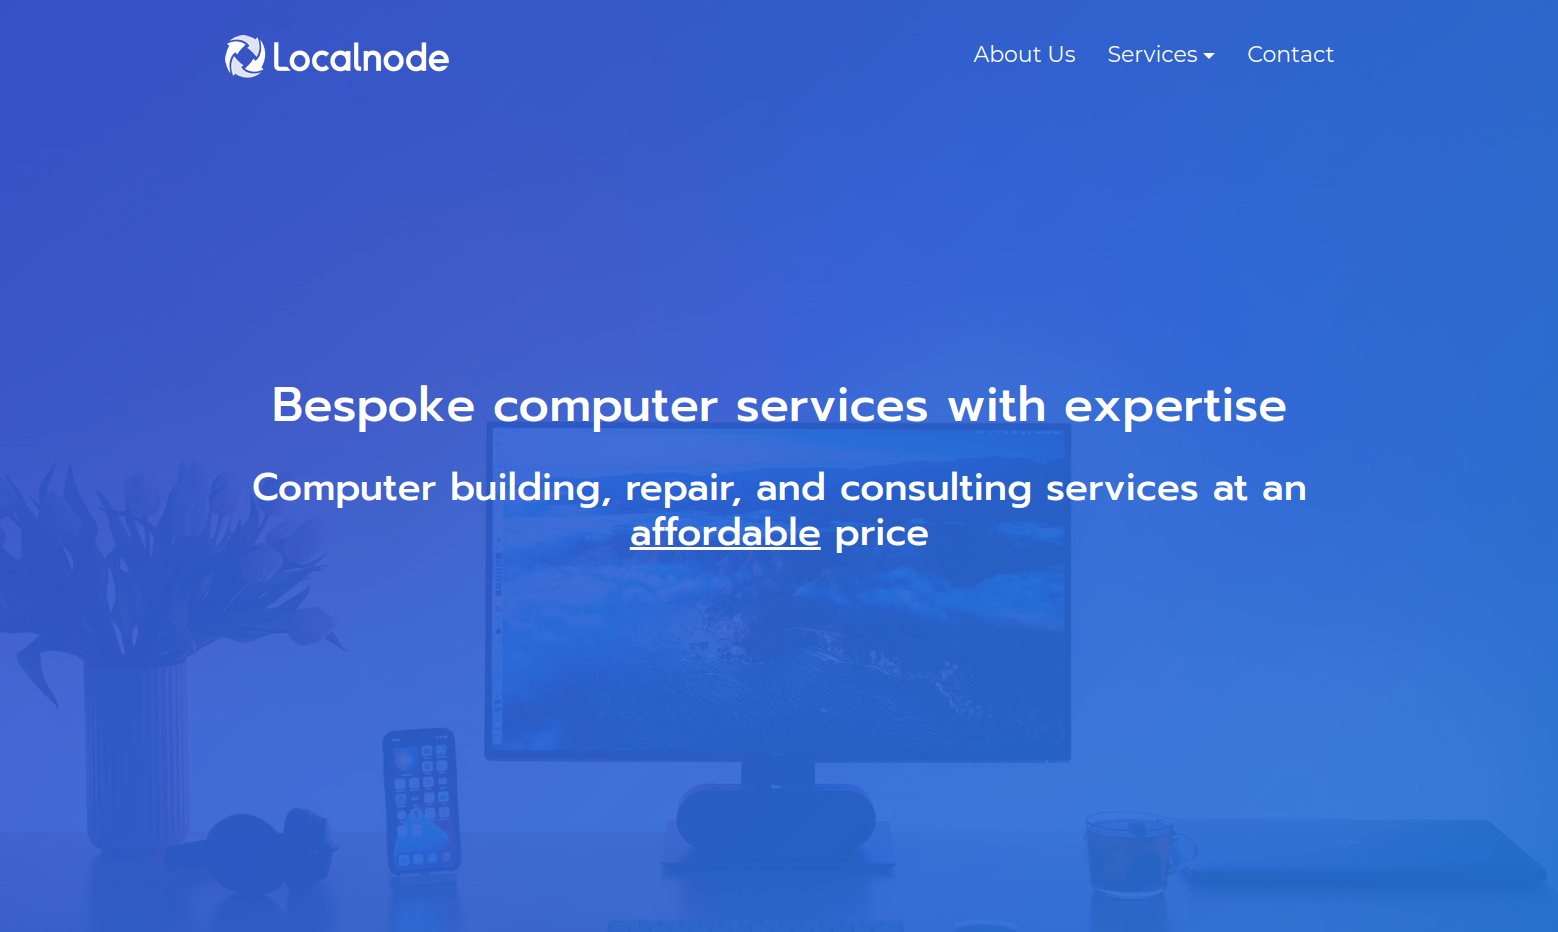 Localnode
About Us Services Contact
Bespoke computer services with expertise
Computer building, repair, and consulting services at an
affordable price